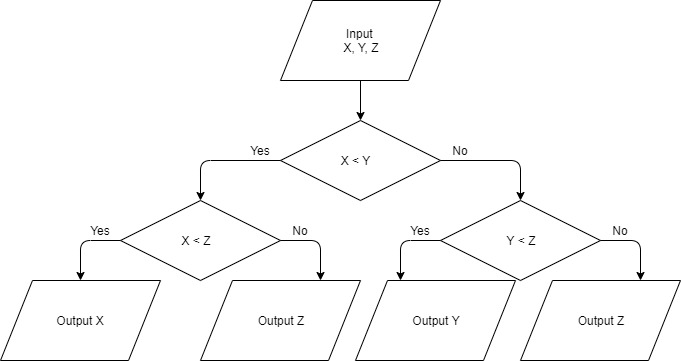 Input
X, Y, Z
X < Y
Yes
No
X < Z
Yes
No
Y < Z
Yes
No
Output X
Output Z
Output Y
Output Z